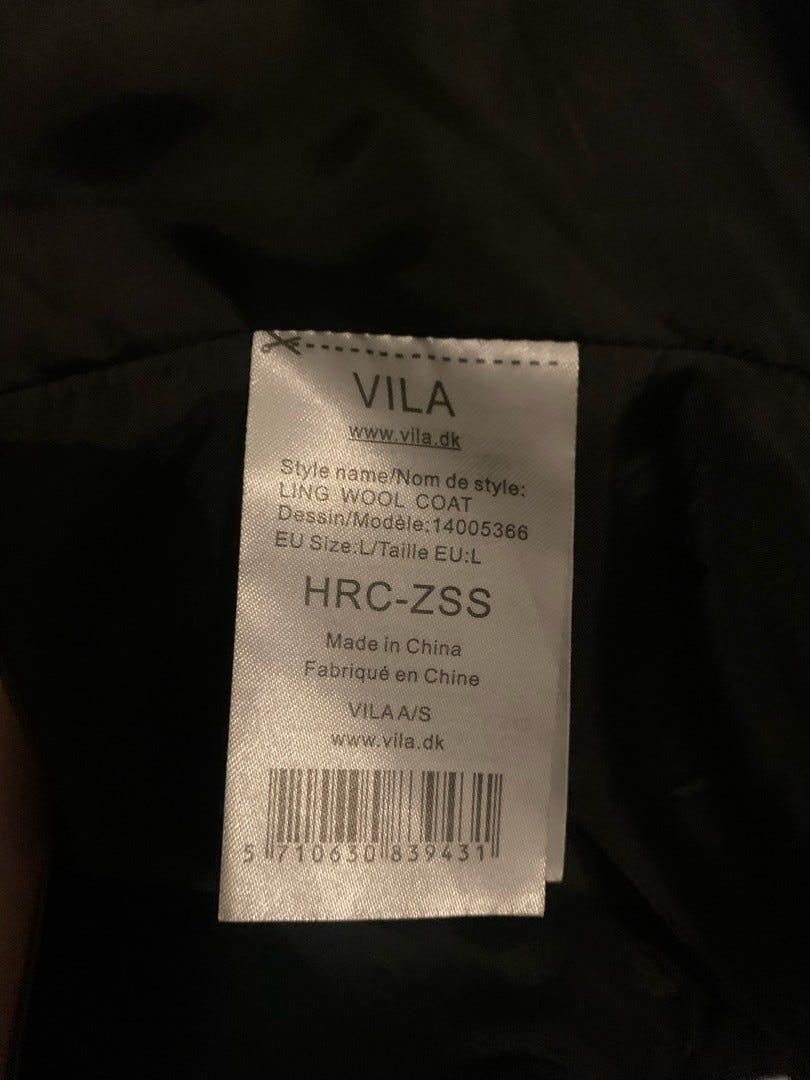 VILA
www.vila.dk
Style name/Nom de style:
LING WOOL COAT
Dessin/Modèle:14005366
EU Size:L/Taille EU:L
HRC-ZSS
Made in China
Fabriqué en Chine
VILA A/S
www.vila.dk
5 710630 839431